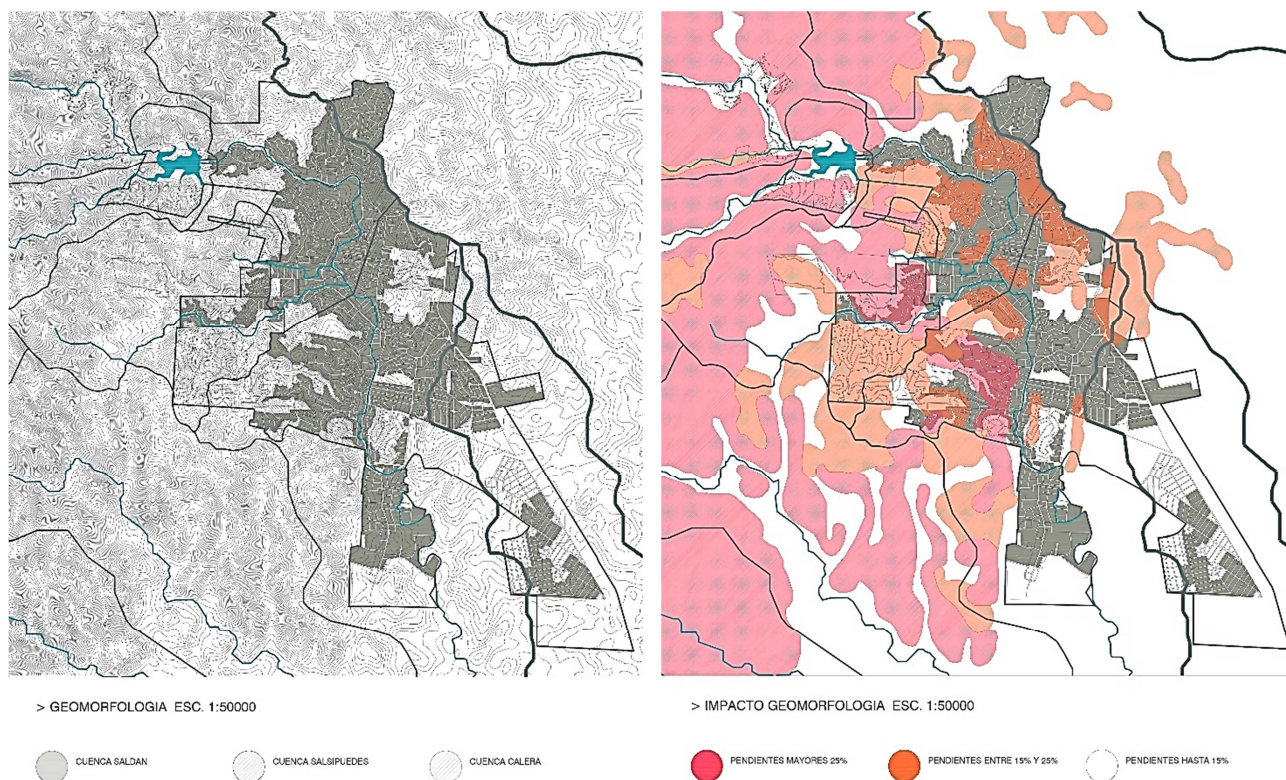 > GEOMORFOLOGIA ESC. 1:50000
CUENCA SALDAN
CUENCA SALSIPUEDES
CUENCA CALERA
> IMPACTO GEOMORFOLOGIA ESC. 1:50000
PENDIENTES MAYORES 25%
PENDIENTES ENTRE 15% Y 25%
PENDIENTES HASTA 15%